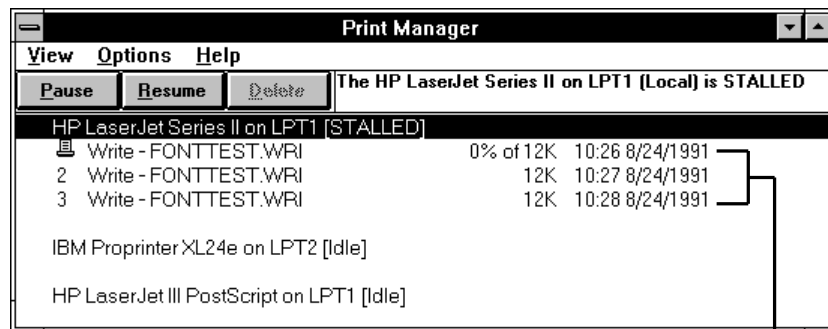 Print Manager
View Options Help
Pause Resume Delete The HP LaserJet Series II on LPT1 (Local) is STALLED
HP LaserJet Series II on LPT1 [STALLED]
Write - FONTTEST.WRI 0% of 12K 10:26 8/24/1991
2 Write - FONTTEST.WRI 12K 10:27 8/24/1991
3 Write - FONTTEST.WRI 12K 10:28 8/24/1991
IBM Proprinter XL24e on LPT2 [Idle]
HP LaserJet III PostScript on LPT1 [Idle]